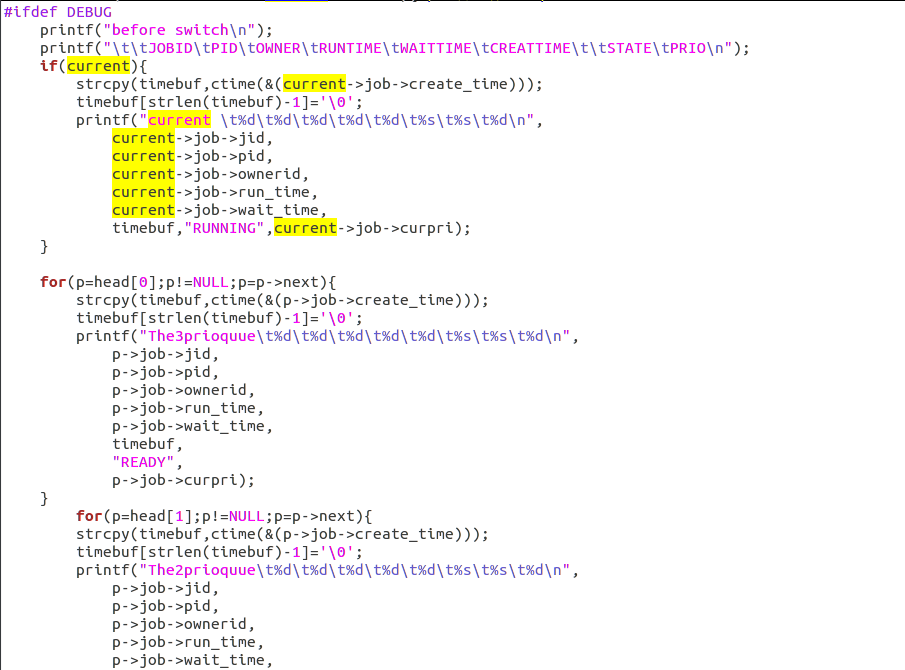 #ifdef DEBUG
    printf("before switch\n");
    printf("\t\tJOBID\tPID\tOWNER\tRUNTIME\tWAITTIME\tCREATTIME\t\tSTATE\tPRIO\n");
    if(current){
        strcpy(timebuf,ctime(&(current->job->create_time)));
        timebuf[strlen(timebuf)-1]='\0';
        printf("current \t%d\t%d\t%d\t%d\t%d\t%s\t%s\t%d\n",
            current->job->jid,
            current->job->pid,
            current->job->ownerid,
            current->job->run_time,
            current->job->wait_time,
            timebuf,"RUNNING",current->job->curpri);
    }

    for(p=head[0];p!=NULL;p=p->next){
        strcpy(timebuf,ctime(&(p->job->create_time)));
        timebuf[strlen(timebuf)-1]='\0';
        printf("The3prioquue\t%d\t%d\t%d\t%d\t%d\t%s\t%s\t%d\n",
            p->job->jid,
            p->job->pid,
            p->job->ownerid,
            p->job->run_time,
            p->job->wait_time,
            timebuf,
            "READY",
            p->job->curpri);
    }
        for(p=head[1];p!=NULL;p=p->next){
        strcpy(timebuf,ctime(&(p->job->create_time)));
        timebuf[strlen(timebuf)-1]='\0';
        printf("The2prioquue\t%d\t%d\t%d\t%d\t%d\t%s\t%s\t%d\n",
            p->job->jid,
            p->job->pid,
            p->job->ownerid,
            p->job->run_time,
            p->job->wait_time,